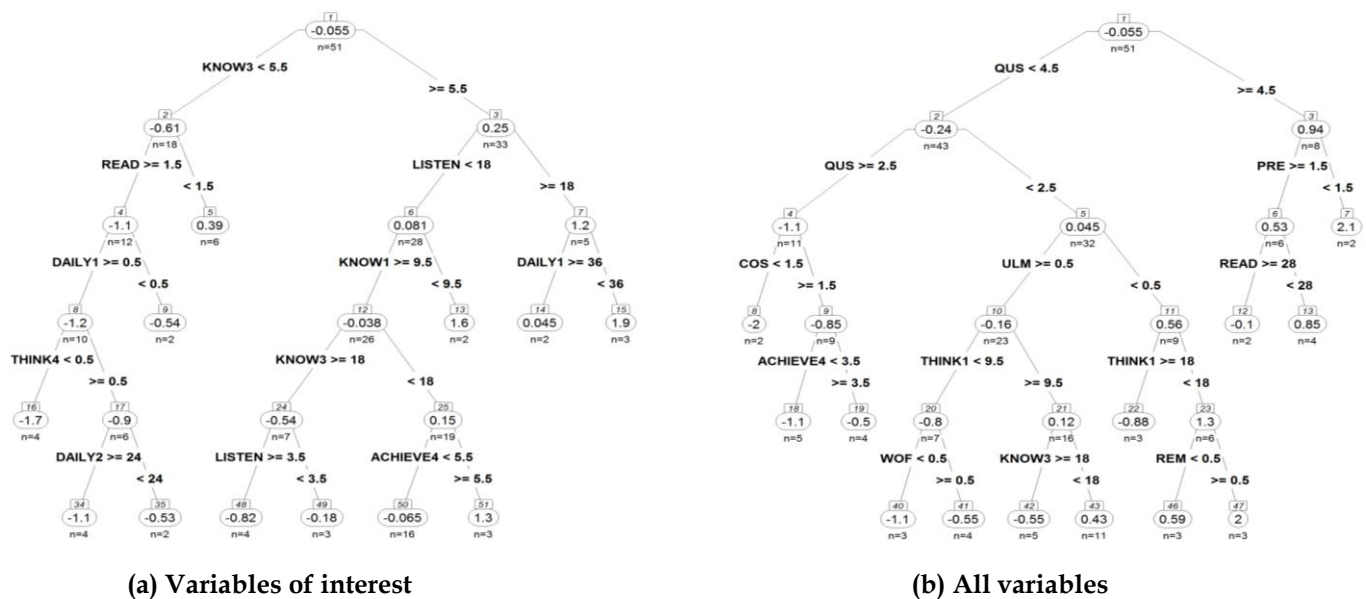 1
-0.055
n=51
KNOW3 < 5.5
>= 5.5
2
3
-0.61
0.25
n=18
n=33
READ >= 1.5
LISTEN < 18
< 1.5
>= 18
4
5
6
7
-1.1
0.39
0.081
1.2
n=12
n=6
n=28
n=5
DAILY1 >= 0.5
KNOW1 >= 9.5
DAILY1 >= 36
< 0.5
< 9.5
< 36
8
9
12
13
14
15
-1.2
-0.54
-0.038
1.6
0.045
1.9
n=10
n=2
n=26
n=2
n=2
n=3
THINK4 < 0.5
KNOW3 >= 18
>= 0.5
< 18
16
17
24
25
-1.7
-0.9
-0.54
0.15
n=4
n=6
n=7
n=19
DAILY2 >= 24
LISTEN >= 3.5
ACHIEVE4 < 5.5
< 24
< 3.5
>= 5.5
34
35
48
49
50
51
-1.1
-0.53
-0.82
-0.18
-0.065
1.3
n=4
n=2
n=4
n=3
n=16
n=3
(a) Variables of interest
1
-0.055
n=51
QUS < 4.5
>= 4.5
2
3
-0.24
0.94
n=43
n=8
QUS >= 2.5
PRE >= 1.5
< 2.5
< 1.5
4
5
6
7
-1.1
0.045
0.53
2.1
n=11
n=32
n=6
n=2
COS < 1.5
ULM >= 0.5
READ >= 28
>= 1.5
< 0.5
< 28
8
9
10
11
12
13
-2
-0.85
-0.16
0.56
-0.1
0.85
n=2
n=9
n=23
n=9
n=2
n=4
ACHIEVE4 < 3.5
THINK1 < 9.5
THINK1 >= 18
>= 3.5
>= 9.5
< 18
18
19
20
21
22
23
-1.1
-0.5
-0.8
0.12
-0.88
1.3
n=5
n=4
n=7
n=16
n=3
n=6
WOF < 0.5
KNOW3 >= 18
REM < 0.5
>= 0.5
< 18
>= 0.5
40
41
42
43
46
47
-1.1
-0.55
-0.55
0.43
0.59
2
n=3
n=4
n=5
n=11
n=3
n=3
(b) All variables